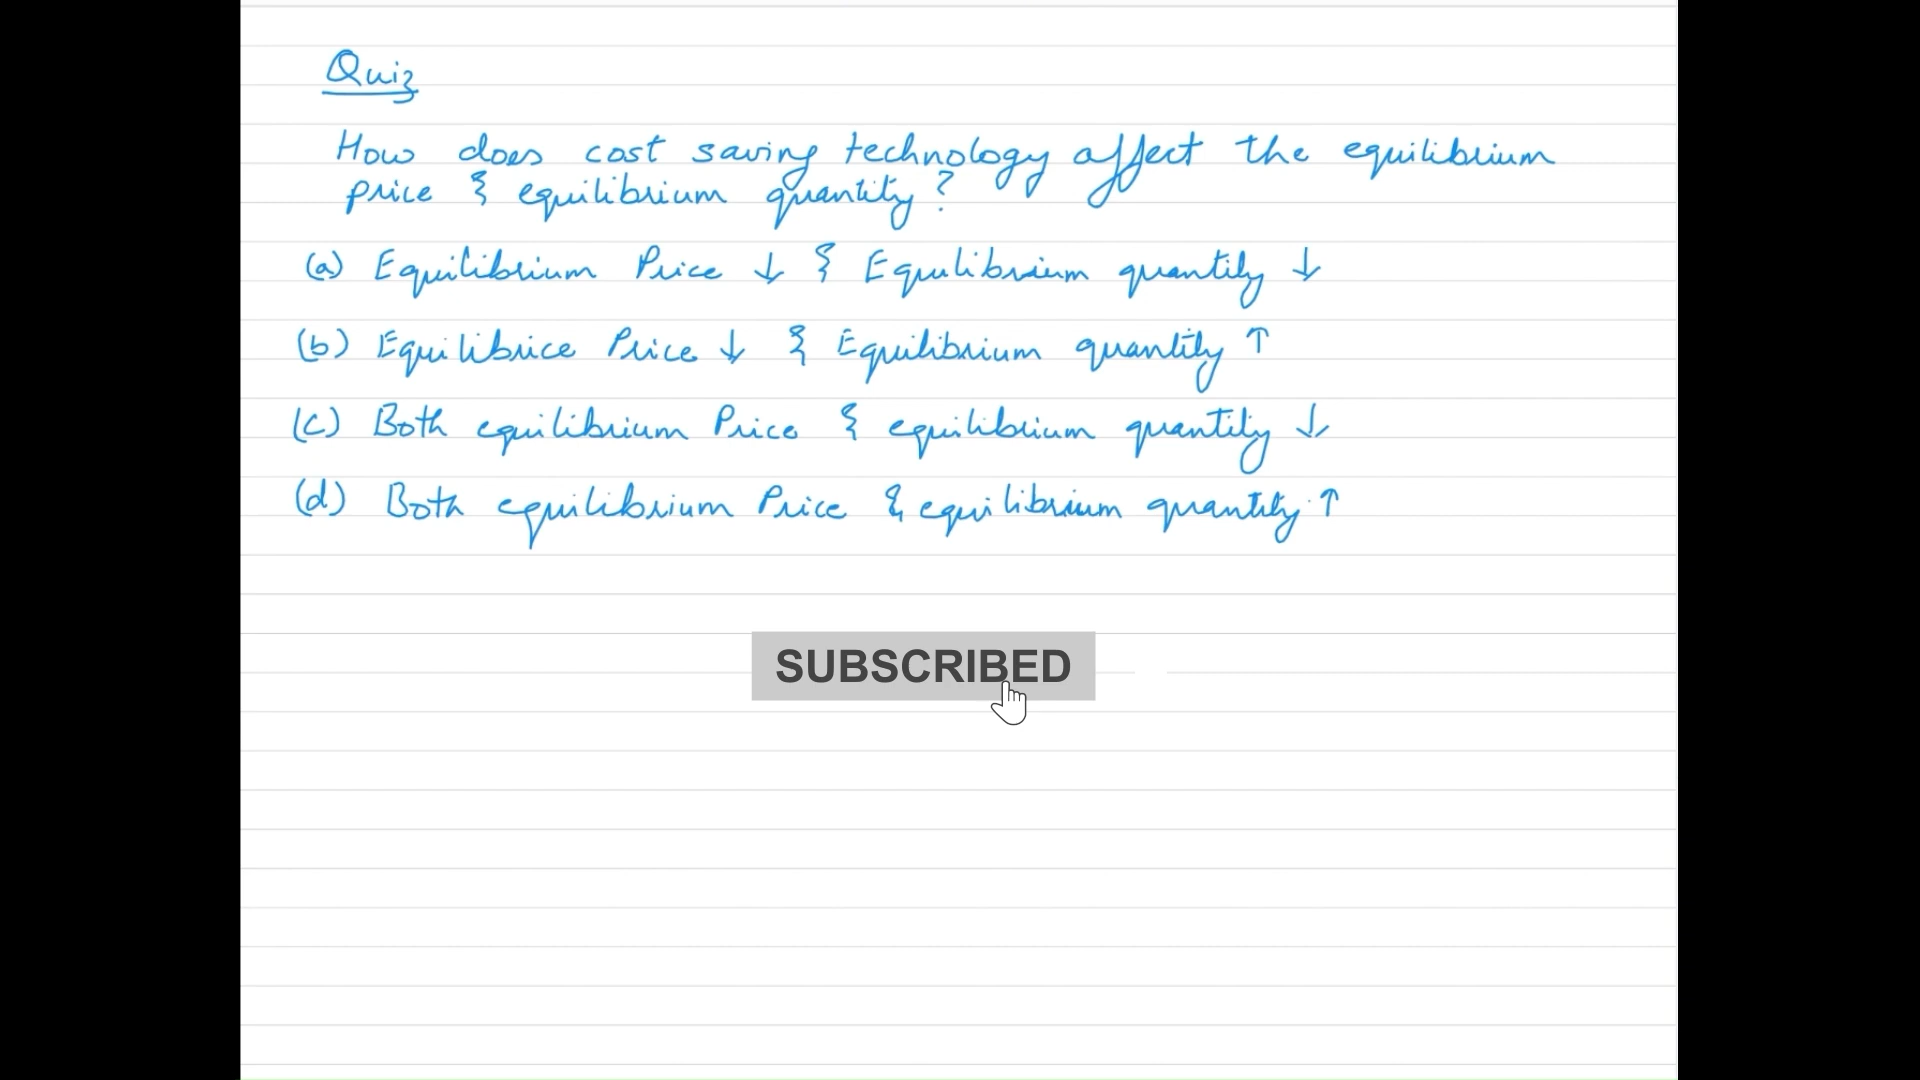 Quiz
How does cost saving technology affect the equilibrium
price & equilibrium quantity?
(a) Equilibrium Price ↓ & Equilibrium quantity ↓
(b) Equilibrice Price ↓ & Equilibrium quantity ↑
(c) Both equilibrium Price & equilibrium quantity ↓
(d) Both equilibrium Price & equilibrium quantity ↑
SUBSCRIBED